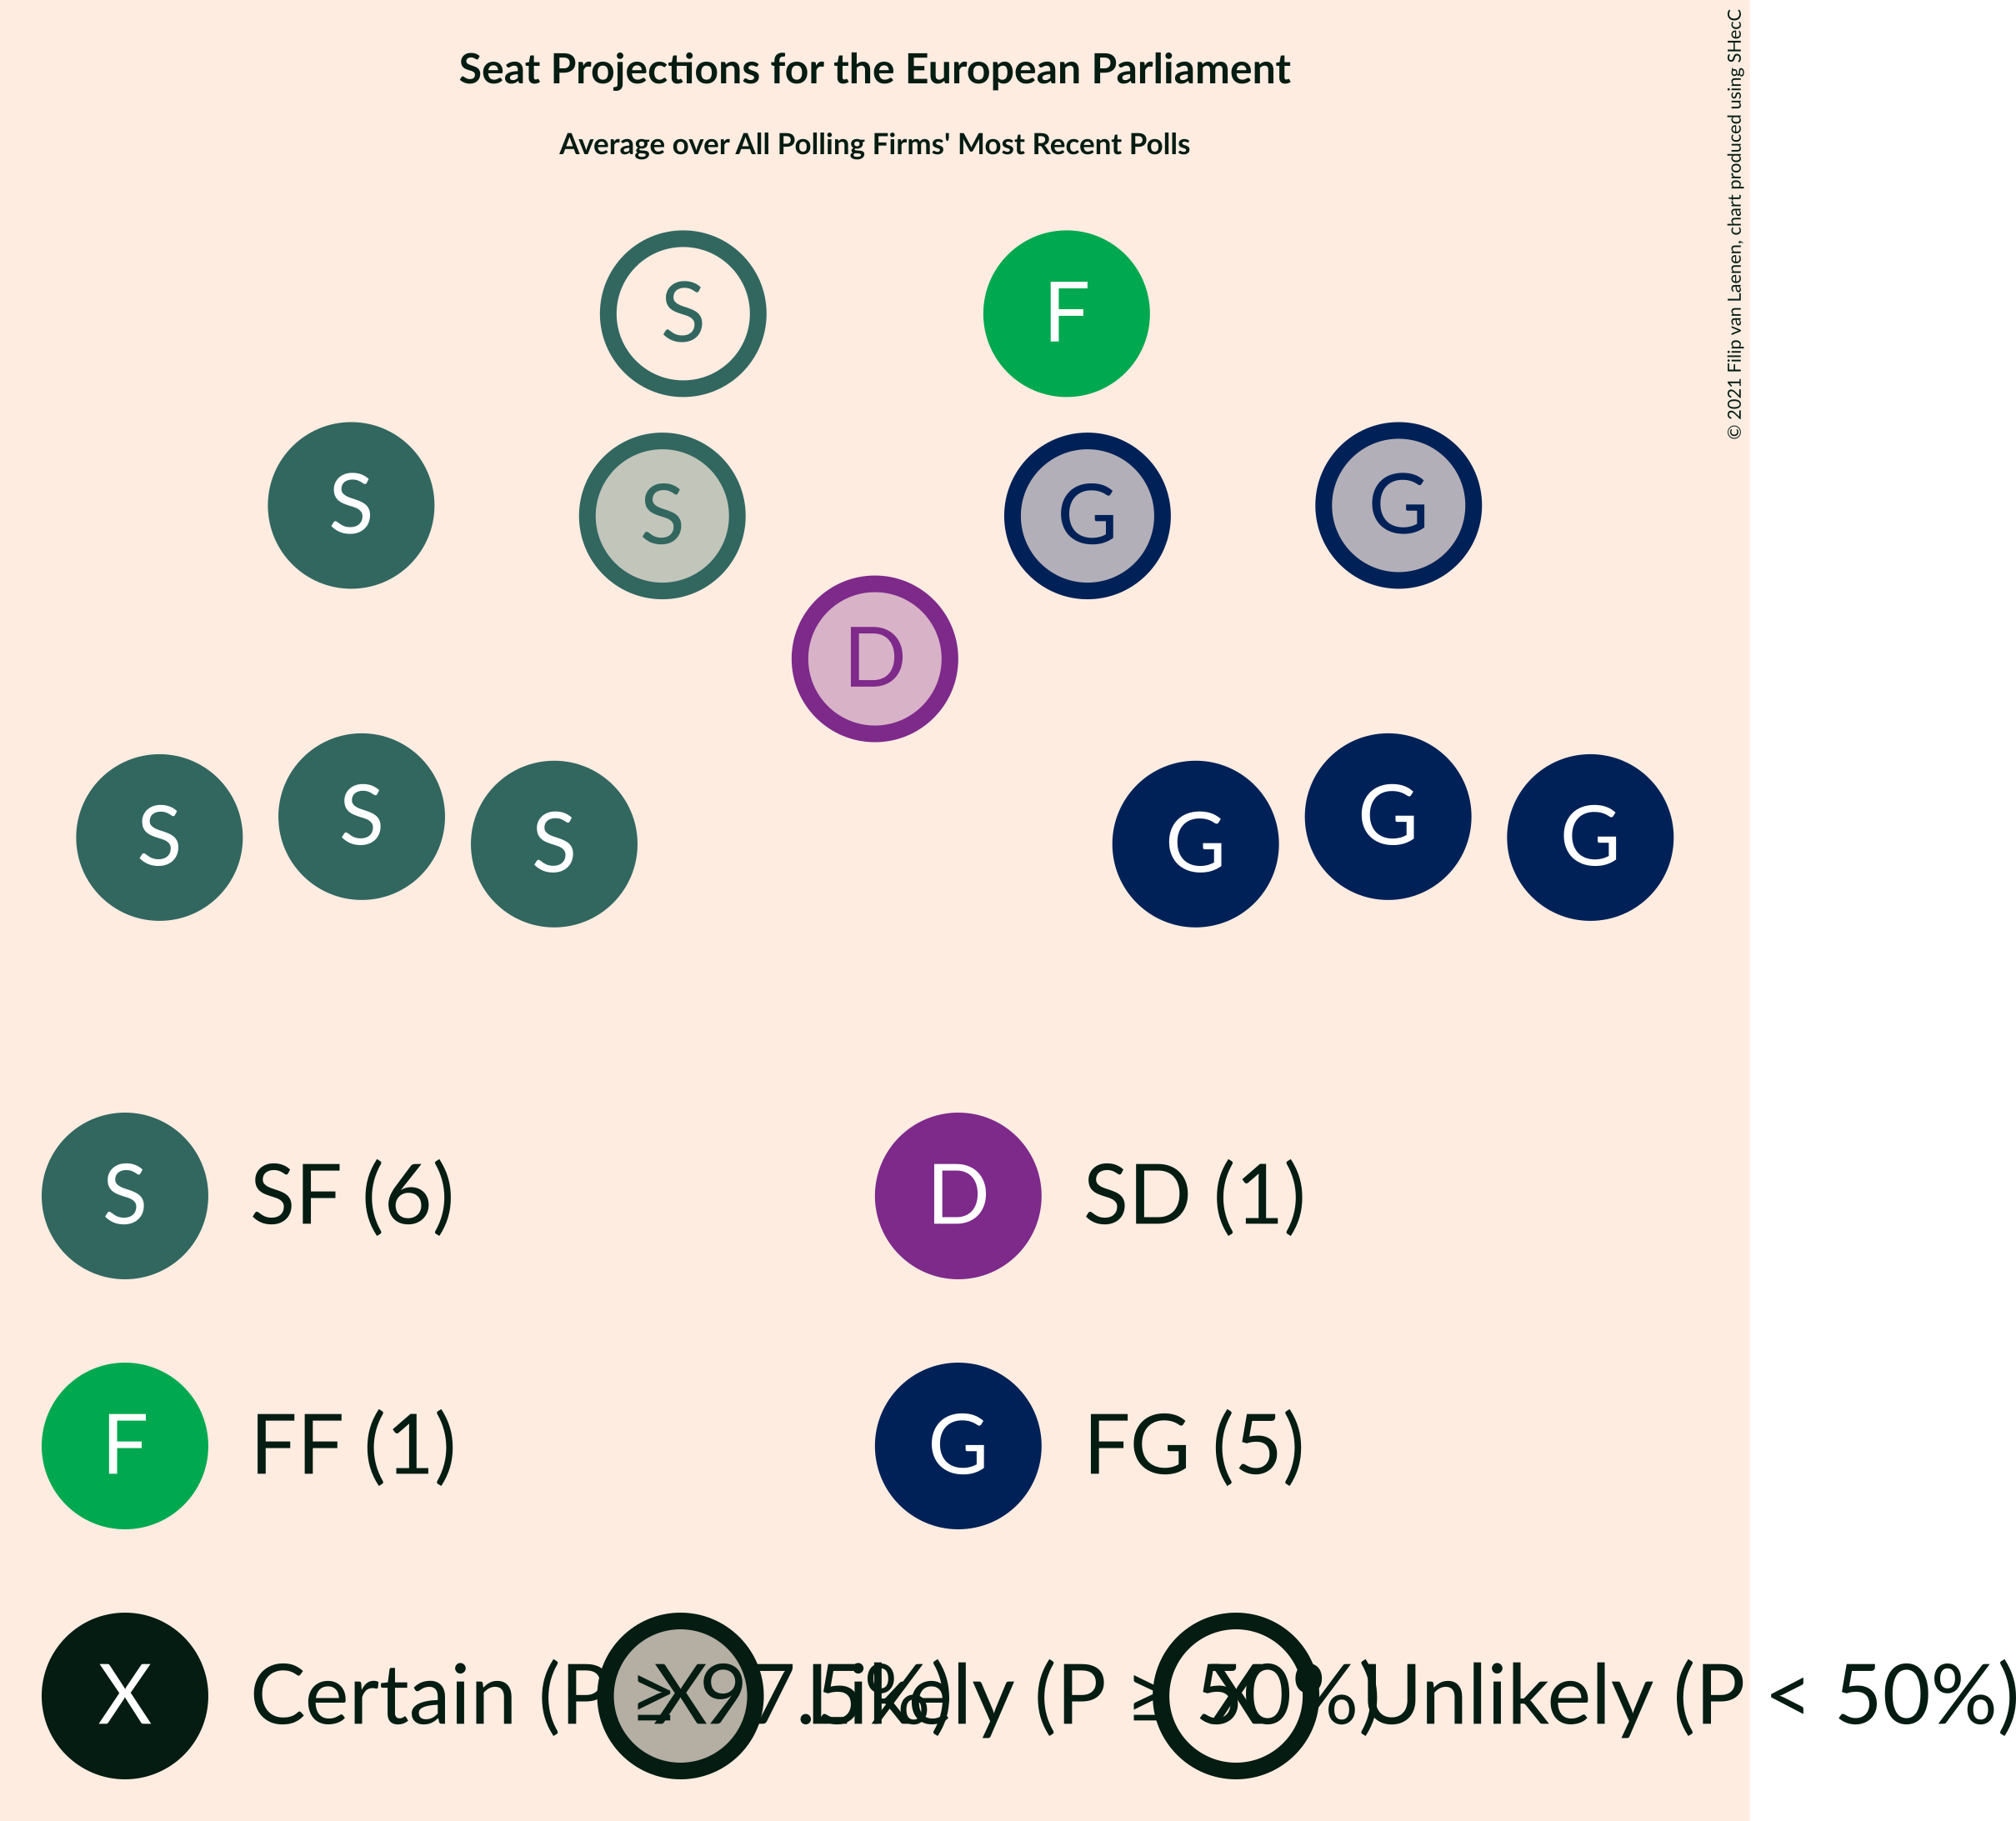 Seat Projections for the European Parliament
Average over All Polling Firms' Most Recent Polls
© 2021 Filip van Laenen, chart produced using SHecC
S F
S S G G
D
S S S G G G
S SF (6) D SD (1)
F FF (1) G FG (5)
X Certain (P ≥ 97.5%) X Likely (P ≥ 50%) X Unlikely (P < 50%)